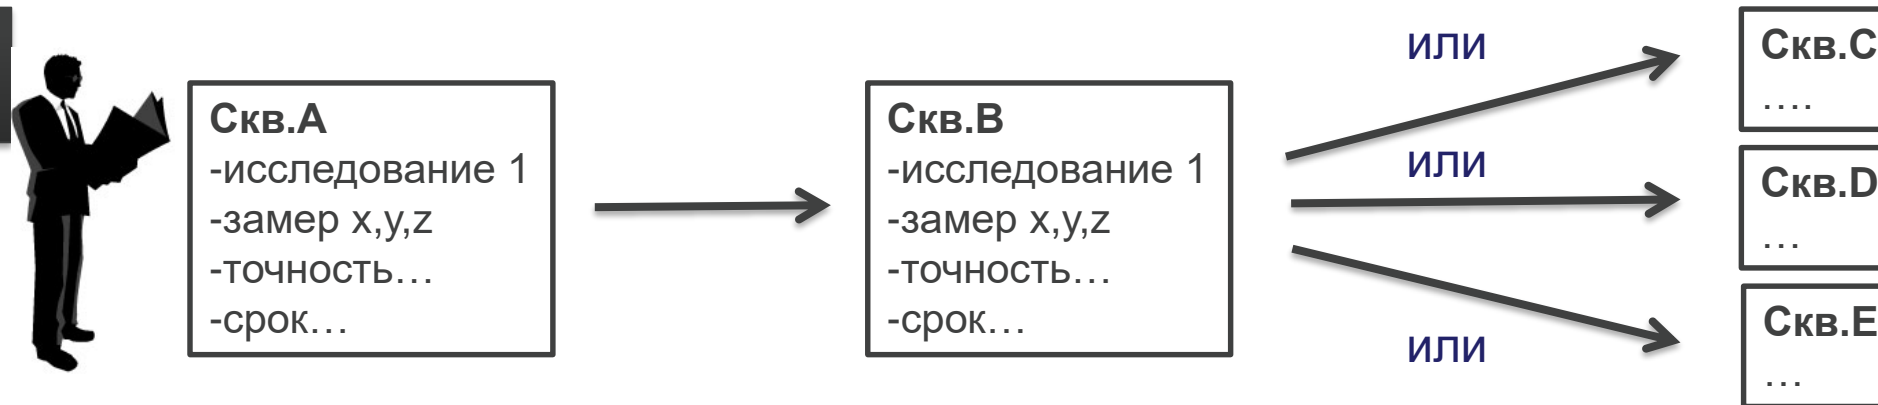 Скв.А
-исследование 1
-замер x,y,z
-точность…
-срок…
Скв.B
-исследование 1
-замер x,y,z
-точность…
-срок…
или
или
или
Скв.C
….
Скв.D
…
Скв.E
…